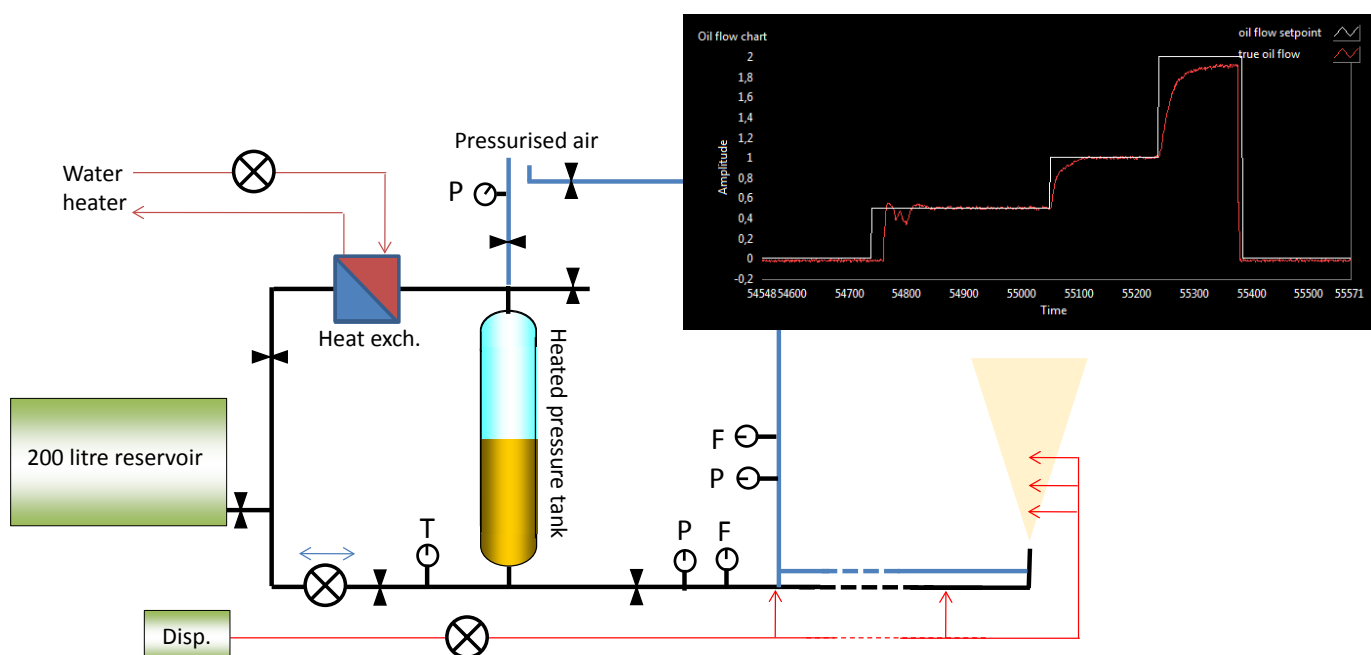 Oil flow chart
oil flow setpoint
true oil flow
2
1,8
1,6
1,4
1,2
1
0,8
0,6
0,4
0,2
0
-0,2
Amplitude
54548 54600 54700 54800 54900 55000 55100 55200 55300 55400 55500 55571
Time
Pressurised air
Water
heater
P
Heat exch.
Heated pressure tank
200 litre reservoir
F
P
T
P
F
Disp.